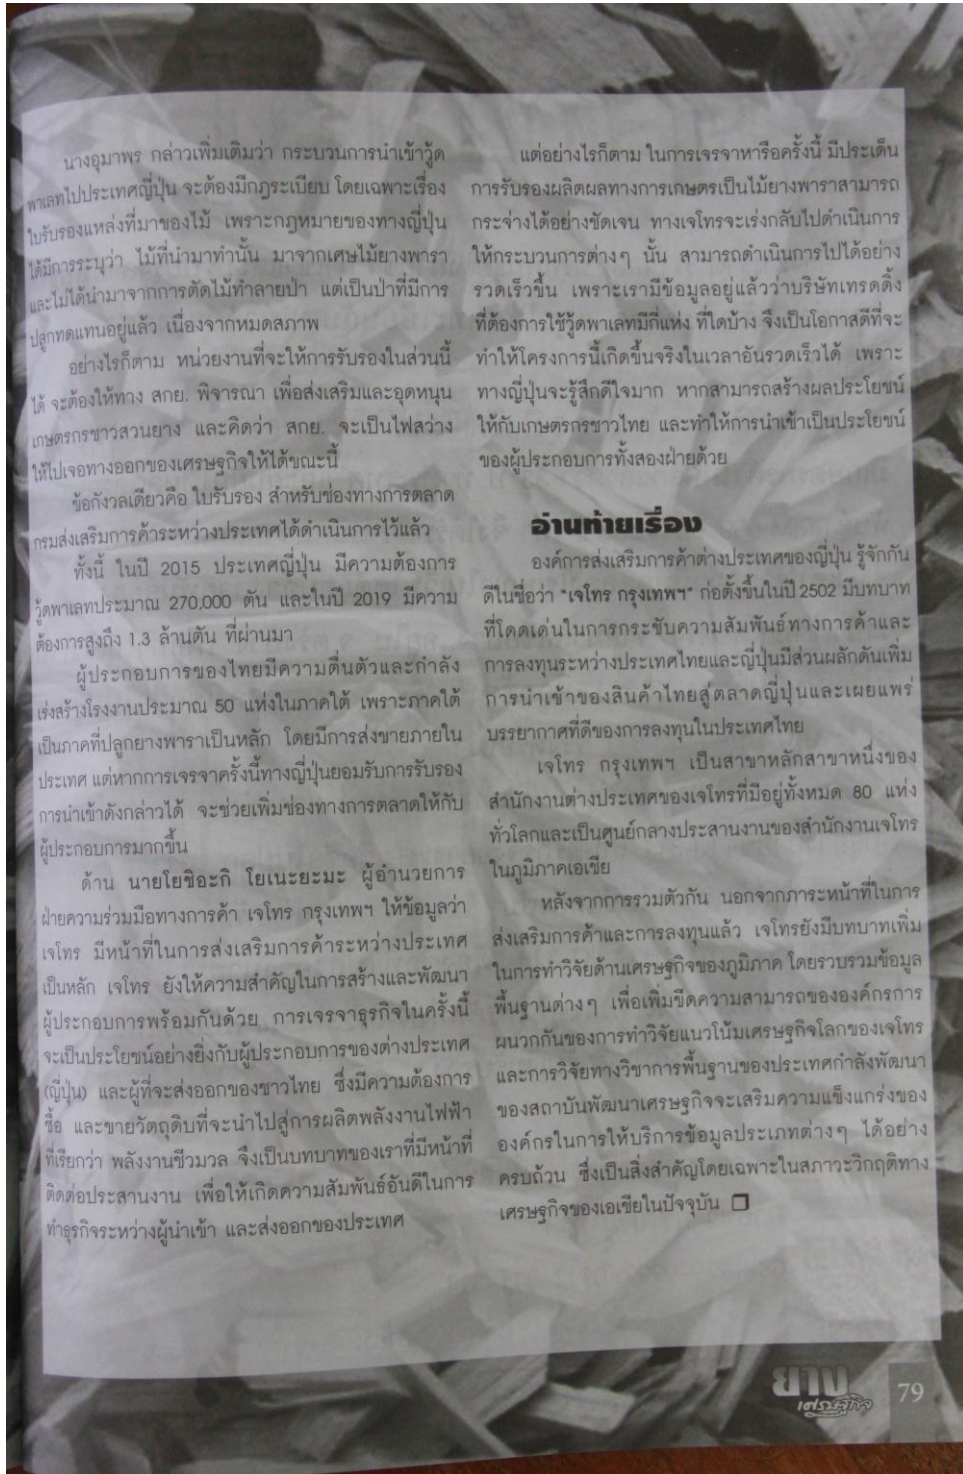 นางอุมาพร กล่าวเพิ่มเติมว่า กระบวนการนำเข้าวู้ด
พาเลทไปประเทศญี่ปุ่น จะต้องมีกฎระเบียบ โดยเฉพาะเรื่อง
ใบรับรองแหล่งที่มาของไม้ เพราะกฎหมายของทางญี่ปุ่น
ได้มีการระบุว่า ไม้ที่นำมาทำนั้น มาจากเศษไม้ยางพารา
และไม่ได้นำมาจากการตัดไม้ทำลายป่า แต่เป็นป่าที่มีการ
ปลูกทดแทนอยู่แล้ว เนื่องจากหมดสภาพ
อย่างไรก็ตาม หน่วยงานที่จะให้การรับรองในส่วนนี้
ได้ จะต้องให้ทาง สกย. พิจารณา เพื่อส่งเสริมและอุดหนุน
เกษตรกรชาวสวนยาง และคิดว่า สกย. จะเป็นไฟสว่าง
ให้ไปเจอทางออกของเศรษฐกิจให้ได้ขณะนี้
ข้อกังวลเดียวคือ ใบรับรอง สำหรับช่องทางการตลาด
กรมส่งเสริมการค้าระหว่างประเทศได้ดำเนินการไว้แล้ว
ทั้งนี้ ในปี 2015 ประเทศญี่ปุ่น มีความต้องการ
วู้ดพาเลทประมาณ 270,000 ตัน และในปี 2019 มีความ
ต้องการสูงถึง 1.3 ล้านตัน ที่ผ่านมา
ผู้ประกอบการของไทยมีความตื่นตัวและกำลัง
เร่งสร้างโรงงานประมาณ 50 แห่งในภาคใต้ เพราะภาคใต้
เป็นภาคที่ปลูกยางพาราเป็นหลัก โดยมีการส่งขายภายใน
ประเทศ แต่หากการเจรจาครั้งนี้ทางญี่ปุ่นยอมรับการรับรอง
การนำเข้าดังกล่าวได้ จะช่วยเพิ่มช่องทางการตลาดให้กับ
ผู้ประกอบการมากขึ้น
ด้าน นายโยชิอะกิ โยเนะยะมะ ผู้อำนวยการ
ฝ่ายความร่วมมือทางการค้า เจโทร กรุงเทพฯ ให้ข้อมูลว่า
เจโทร มีหน้าที่ในการส่งเสริมการค้าระหว่างประเทศ
เป็นหลัก เจโทร ยังให้ความสำคัญในการสร้างและพัฒนา
ผู้ประกอบการพร้อมกันด้วย การเจรจาธุรกิจในครั้งนี้
จะเป็นประโยชน์อย่างยิ่งกับผู้ประกอบการของต่างประเทศ
(ญี่ปุ่น) และผู้ที่จะส่งออกของชาวไทย ซึ่งมีความต้องการ
ซื้อ และขายวัตถุดิบที่จะนำไปสู่การผลิตพลังงานไฟฟ้า
ที่เรียกว่า พลังงานชีวมวล จึงเป็นบทบาทของเราที่มีหน้าที่
ติดต่อประสานงาน เพื่อให้เกิดความสัมพันธ์อันดีในการ
ทำธุรกิจระหว่างผู้นำเข้า และส่งออกของประเทศ
แต่อย่างไรก็ตาม ในการเจรจาหารือครั้งนี้ มีประเด็น
การรับรองผลิตผลทางการเกษตรเป็นไม้ยางพาราสามารถ
กระจ่างได้อย่างชัดเจน ทางเจโทรจะเร่งกลับไปดำเนินการ
ให้กระบวนการต่างๆ นั้น สามารถดำเนินการไปได้อย่าง
รวดเร็วขึ้น เพราะเรามีข้อมูลอยู่แล้วว่าบริษัทเทรดดิ้ง
ที่ต้องการใช้วู้ดพาเลทมีกี่แห่ง ที่ใดบ้าง จึงเป็นโอกาสดีที่จะ
ทำให้โครงการนี้เกิดขึ้นจริงในเวลาอันรวดเร็วได้ เพราะ
ทางญี่ปุ่นจะรู้สึกดีใจมาก หากสามารถสร้างผลประโยชน์
ให้กับเกษตรกรชาวไทย และทำให้การนำเข้าเป็นประโยชน์
ของผู้ประกอบการทั้งสองฝ่ายด้วย
อ่านท้ายเรื่อง
องค์การส่งเสริมการค้าต่างประเทศของญี่ปุ่น รู้จักกัน
ดีในชื่อว่า "เจโทร กรุงเทพฯ" ก่อตั้งขึ้นในปี 2502 มีบทบาท
ที่โดดเด่นในการกระชับความสัมพันธ์ทางการค้าและ
การลงทุนระหว่างประเทศไทยและญี่ปุ่นมีส่วนผลักดันเพิ่ม
การนำเข้าของสินค้าไทยสู่ตลาดญี่ปุ่นและเผยแพร่
บรรยากาศที่ดีของการลงทุนในประเทศไทย
เจโทร กรุงเทพฯ เป็นสาขาหลักสาขาหนึ่งของ
สำนักงานต่างประเทศของเจโทรที่มีอยู่ทั้งหมด 80 แห่ง
ทั่วโลกและเป็นศูนย์กลางประสานงานของสำนักงานเจโทร
ในภูมิภาคเอเชีย
หลังจากการรวมตัวกัน นอกจากภาระหน้าที่ในการ
ส่งเสริมการค้าและการลงทุนแล้ว เจโทรยังมีบทบาทเพิ่ม
ในการทำวิจัยด้านเศรษฐกิจของภูมิภาค โดยรวบรวมข้อมูล
พื้นฐานต่างๆ เพื่อเพิ่มขีดความสามารถขององค์กรการ
ผนวกกันของการทำวิจัยแนวโน้มเศรษฐกิจโลกของเจโทร
และการวิจัยทางวิชาการพื้นฐานของประเทศกำลังพัฒนา
ของสถาบันพัฒนาเศรษฐกิจจะเสริมความแข็งแกร่งของ
องค์กรในการให้บริการข้อมูลประเภทต่างๆ ได้อย่าง
ครบถ้วน ซึ่งเป็นสิ่งสำคัญโดยเฉพาะในสภาวะวิกฤติทาง
เศรษฐกิจของเอเชียในปัจจุบัน ❒
ยาง
เศรษฐกิจ
79